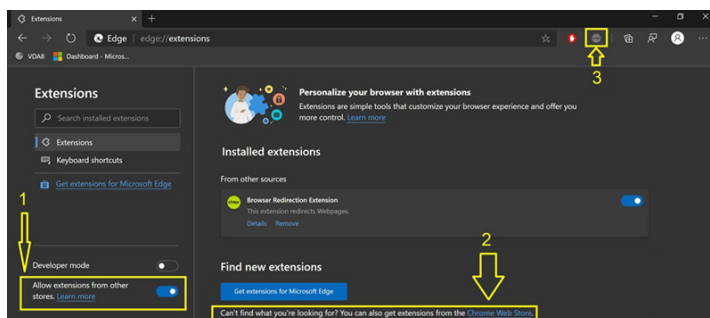 Extensions
Edge | edge://extensions
VDA8 Dashboard - Micros...
3
Extensions
Search installed extensions
Extensions
Keyboard shortcuts
Get extensions for Microsoft Edge
1
Developer mode
Allow extensions from other
stores. Learn more
Personalize your browser with extensions
Extensions are simple tools that customize your browser experience and offer you
more control. Learn more
Installed extensions
From other sources
citrix
Browser Redirection Extension
This extension redirects Webpages.
Details Remove
2
Find new extensions
Get extensions for Microsoft Edge
Can't find what you're looking for? You can also get extensions from the Chrome Web Store.